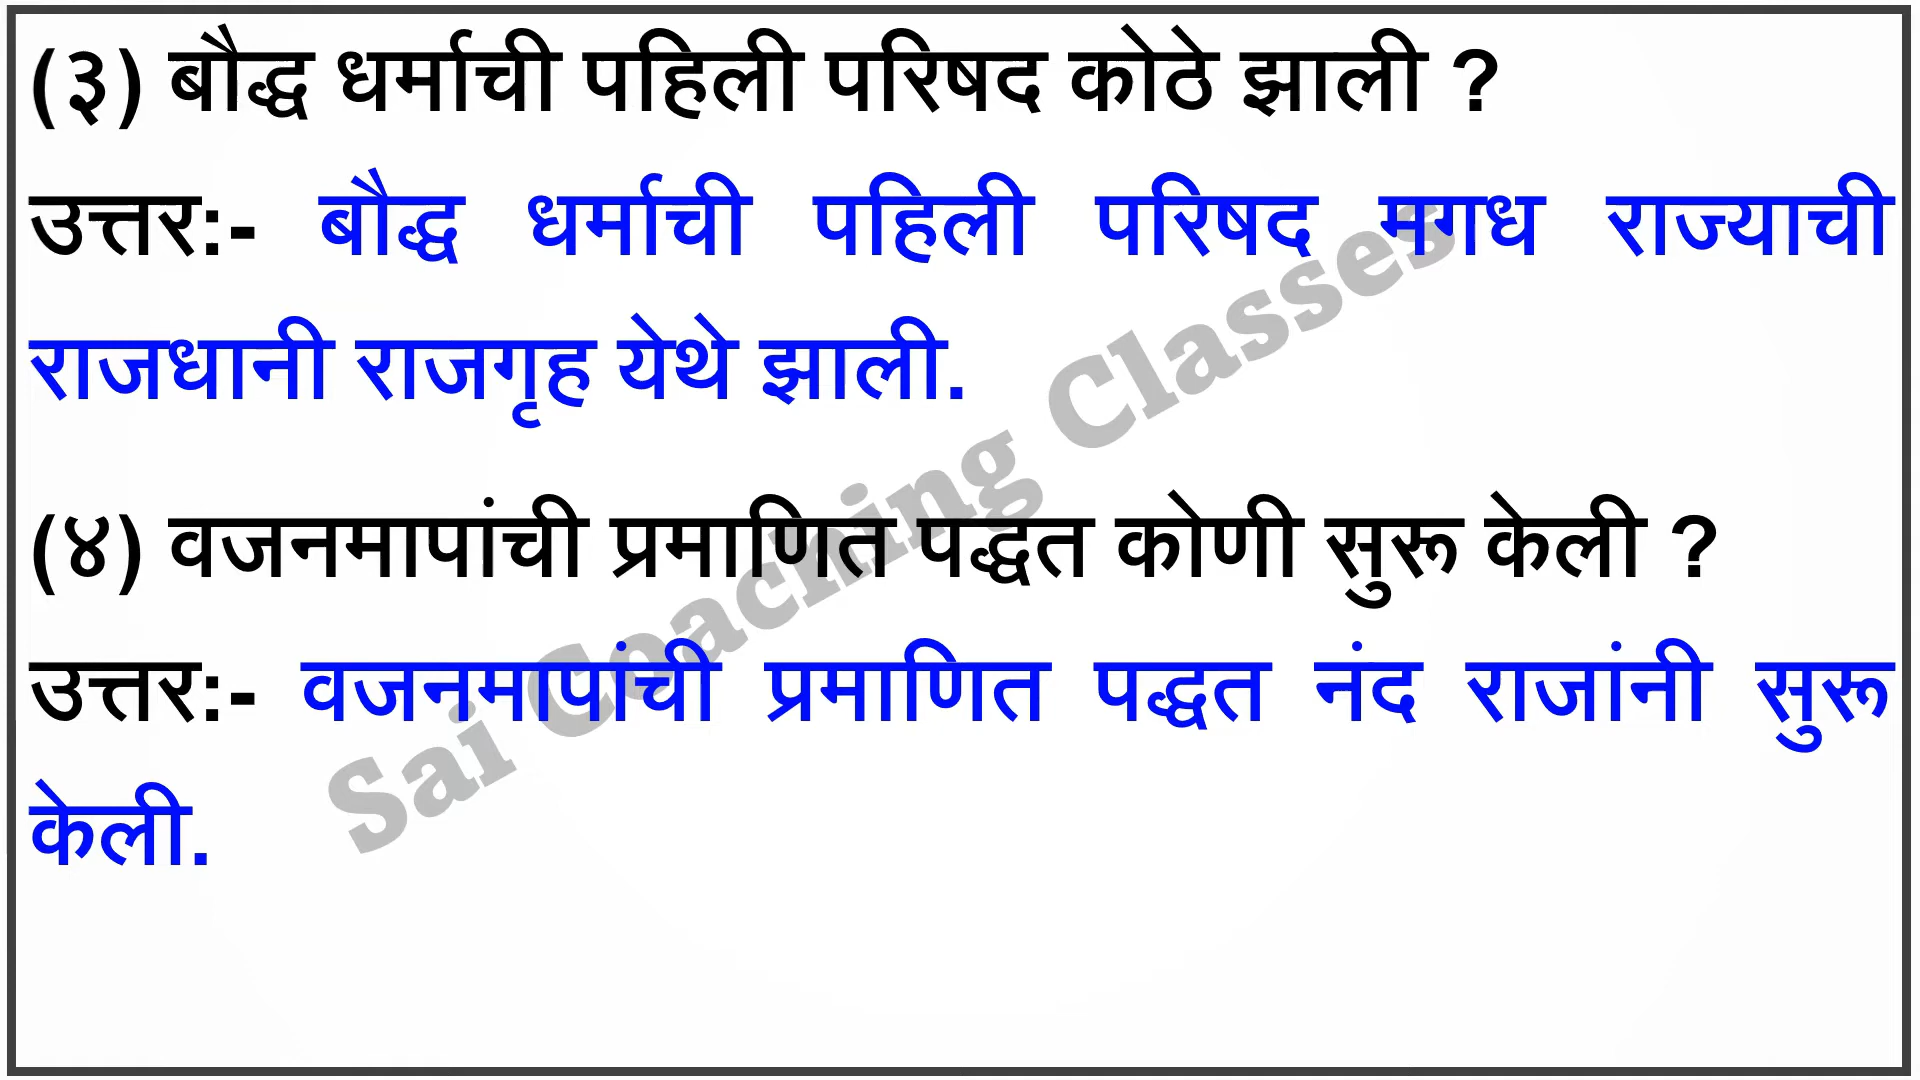 (३) बौद्ध धर्माची पहिली परिषद कोठे झाली ?
उत्तर:- बौद्ध धर्माची पहिली परिषद मगध राज्याची
राजधानी राजगृह येथे झाली.
(४) वजनमापांची प्रमाणित पद्धत कोणी सुरू केली ?
उत्तर:- वजनमापांची प्रमाणित पद्धत नंद राजांनी सुरू
केली.
Sai Coaching Classes